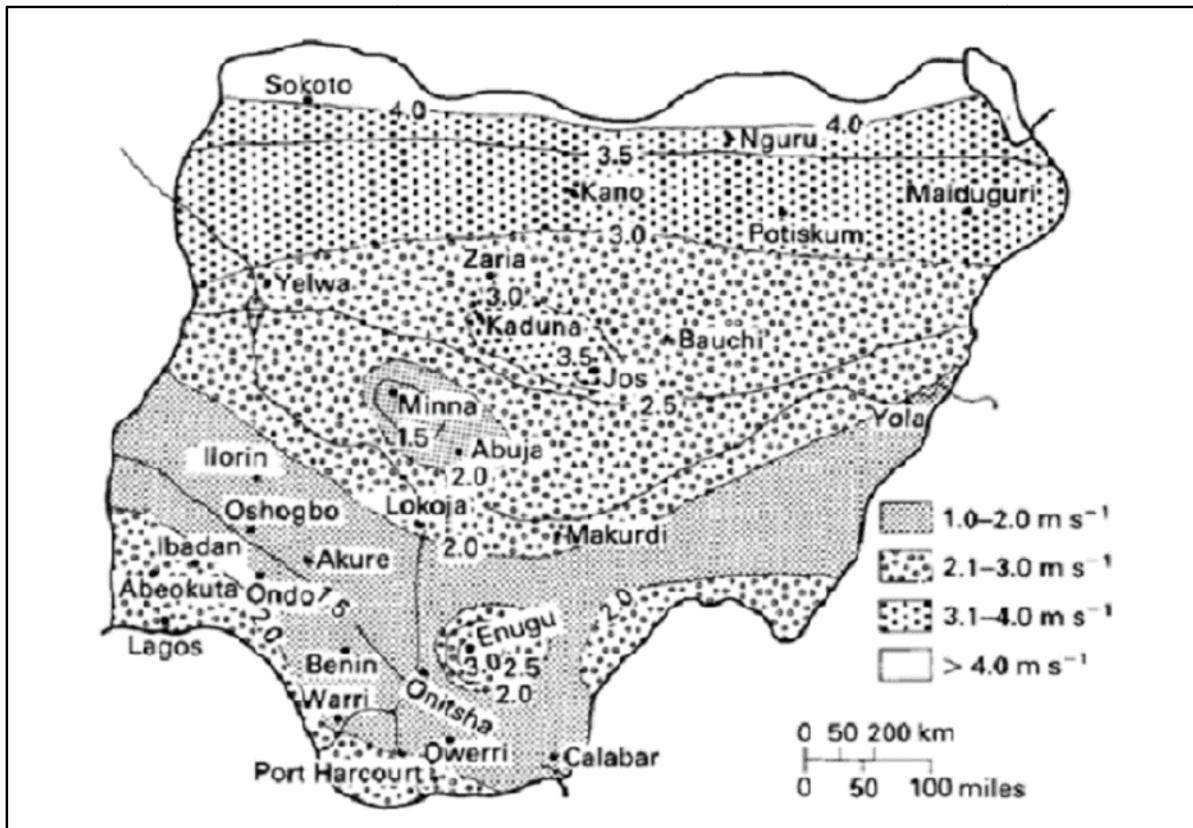 Sokoto
4.0
4.0
Nguru
3.5
Kano
Maiduguri
Potiskum
3.0
Zaria
Yelwa
3.0
Kaduna
Bauchi
3.5
Jos
Minna
2.5
1.5
Yola
Abuja
2.0
Ilorin
Lokoja
Oshogbo
Makurdi
2.0
1.0–2.0 m s⁻¹
Ibadan
Akure
2.1–3.0 m s⁻¹
Abeokuta
Ondo
1.5
2.0
2.0
3.1–4.0 m s⁻¹
Lagos
Enugu
Benin
3.0
2.5
> 4.0 m s⁻¹
2.0
Warri
Onitsha
0 50 200 km
Owerri
Calabar
Port Harcourt
0 50 100 miles